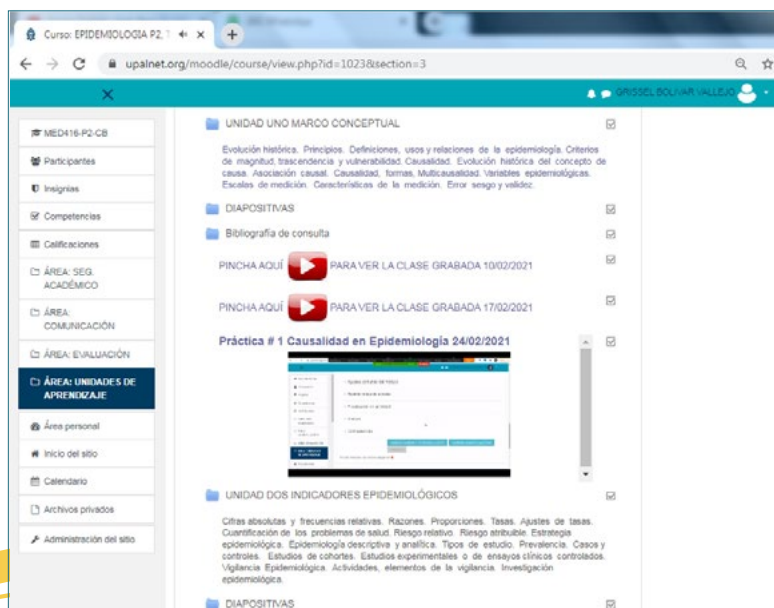 Curso: EPIDEMIOLOGIA P2, T
upalnet.org/moodle/course/view.php?id=1023&section=3
GRISSEL BOLIVAR VALLEJO
MED416-P2-CB
Participantes
Insignias
Competencias
Calificaciones
ÁREA: SEG.
ACADÉMICO
ÁREA:
COMUNICACIÓN
ÁREA: EVALUACIÓN
ÁREA: UNIDADES DE
APRENDIZAJE
Área personal
Inicio del sitio
Calendario
Archivos privados
Administración del sitio
UNIDAD UNO MARCO CONCEPTUAL
Evolución histórica. Principios. Definiciones, usos y relaciones de la epidemiología. Criterios
de magnitud, trascendencia y vulnerabilidad. Causalidad. Evolución histórica del concepto de
causa. Asociación causal. Causalidad, formas, Multicausalidad. Variables epidemiológicas.
Escalas de medición. Características de la medición. Error sesgo y validez.
DIAPOSITIVAS
Bibliografía de consulta
PINCHA AQUÍ PARA VER LA CLASE GRABADA 10/02/2021
PINCHA AQUÍ PARA VER LA CLASE GRABADA 17/02/2021
Práctica # 1 Causalidad en Epidemiología 24/02/2021
UNIDAD DOS INDICADORES EPIDEMIOLÓGICOS
Cifras absolutas y frecuencias relativas. Razones. Proporciones. Tasas. Ajustes de tasas.
Cuantificación de los problemas de salud. Riesgo relativo. Riesgo atribuible. Estrategia
epidemiológica. Epidemiología descriptiva y analítica. Tipos de estudio. Prevalencia. Casos y
controles. Estudios de cohortes. Estudios experimentales o de ensayos clínicos controlados.
Vigilancia Epidemiológica. Actividades, elementos de la vigilancia. Investigación
epidemiológica.
DIAPOSITIVAS